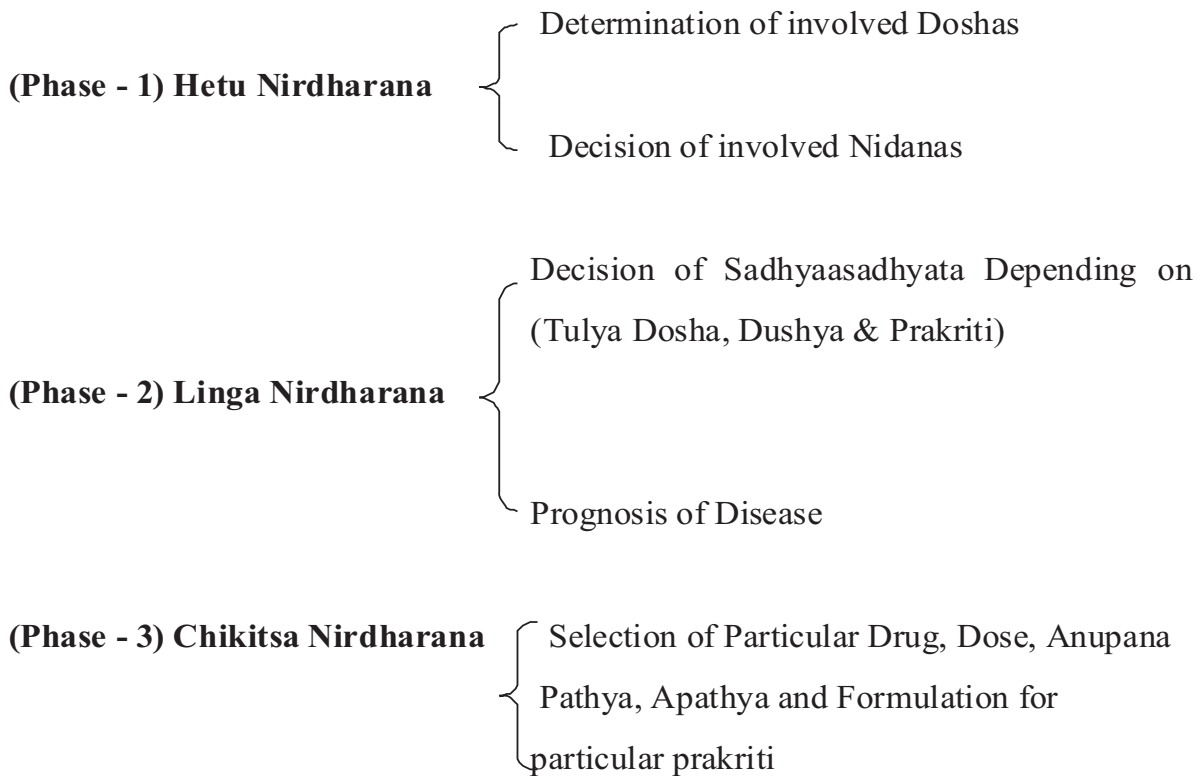 Determination of involved Doshas
(Phase - 1) Hetu Nirdharana
Decision of involved Nidanas
Decision of Sadhyaasadhyata Depending on
(Tulya Dosha, Dushya & Prakriti)
(Phase - 2) Linga Nirdharana
Prognosis of Disease
(Phase - 3) Chikitsa Nirdharana
Selection of Particular Drug, Dose, Anupana
Pathya, Apathya and Formulation for
particular prakriti